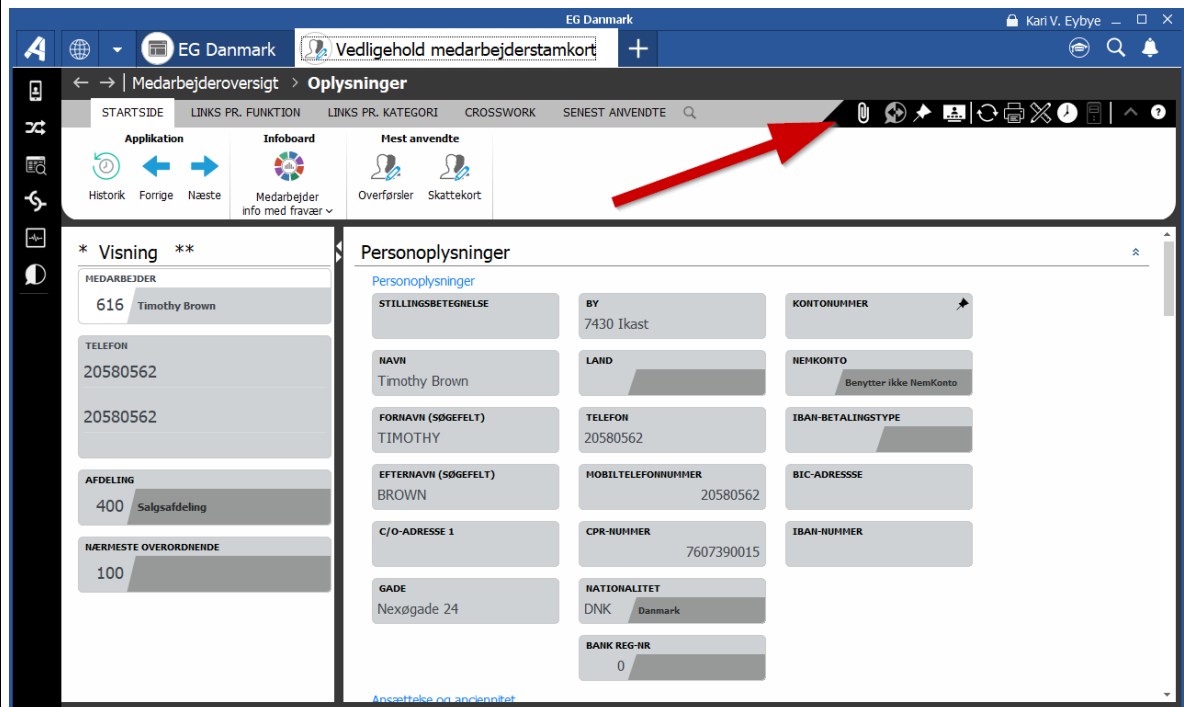 EG Danmark
Kari V. Eybye
EG Danmark
Vedligehold medarbejderstamkort
Medarbejderoversigt > Oplysninger
STARTSIDE LINKS PR. FUNKTION LINKS PR. KATEGORI CROSSWORK SENEST ANVENDTE
Applikation
Historik Forrige Næste
Infoboard
Medarbejder
info med fravær
Mest anvendte
Overførsler Skattekort
* Visning **
MEDARBEJDER
616 Timothy Brown
TELEFON
20580562
20580562
AFDELING
400 Salgsafdeling
NÆRMESTE OVERORDNENDE
100
Personoplysninger
Personoplysninger
STILLINGSBETEGNELSE
NAVN
Timothy Brown
FORNAVN (SØGEFELT)
TIMOTHY
EFTERNAVN (SØGEFELT)
BROWN
C/O-ADRESSE 1
GADE
Nexøgade 24
BY
7430 Ikast
LAND
TELEFON
20580562
MOBILTELEFONNUMMER
20580562
CPR-NUMMER
7607390015
NATIONALITET
DNK Danmark
BANK REG-NR
0
KONTONUMMER
NEMKONTO
Benytter ikke NemKonto
IBAN-BETALINGSTYPE
BIC-ADRESSSE
IBAN-NUMMER
Ansættelse og anciennitet